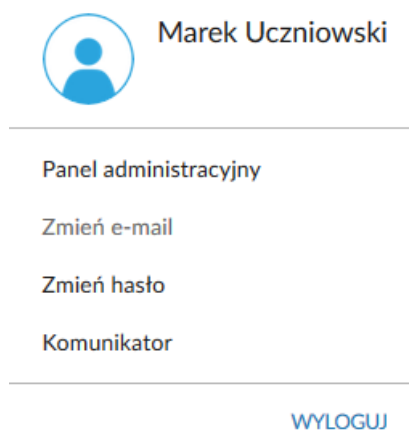 Marek Uczniowski
Panel administracyjny
Zmień e-mail
Zmień hasło
Komunikator
WYLOGUJ